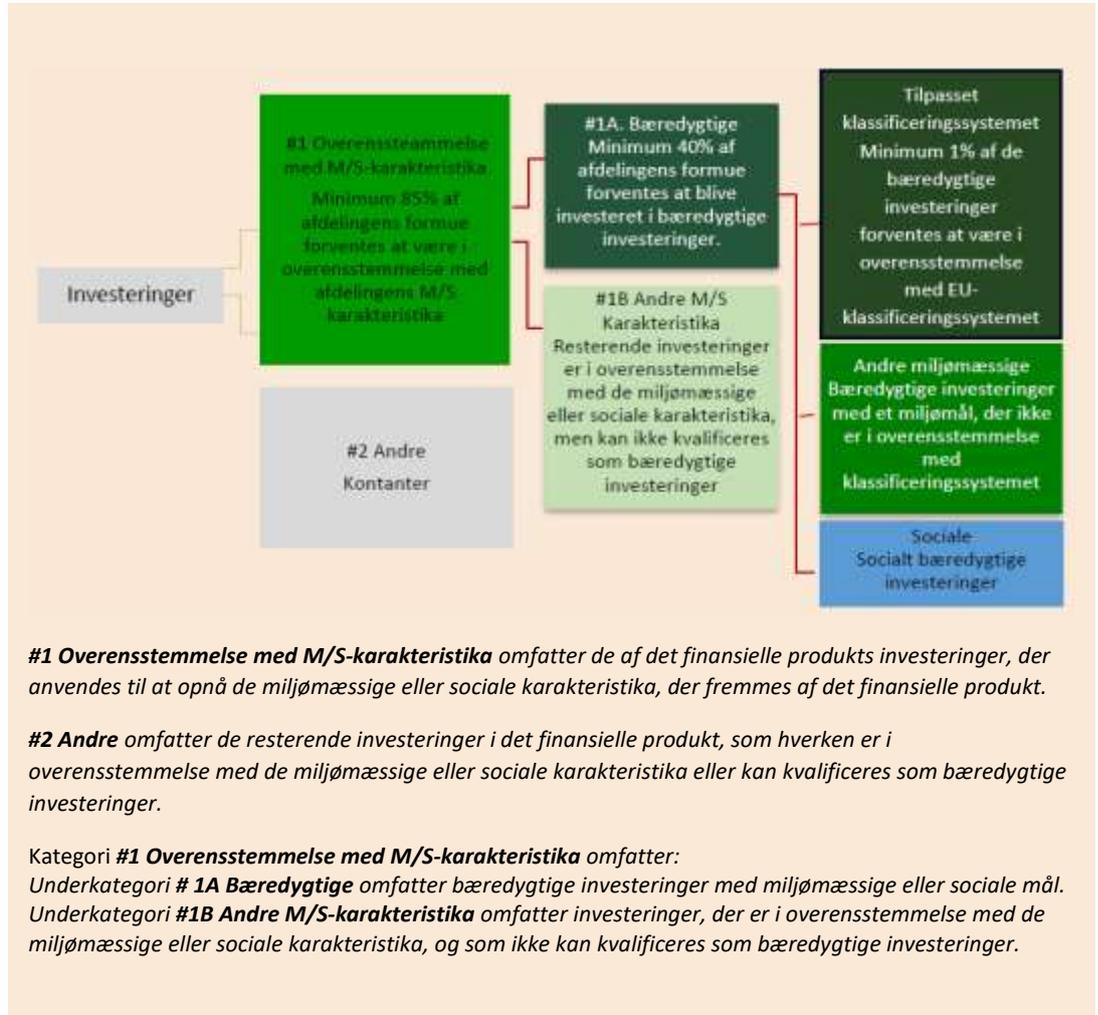 Investeringer
#1 Overenssteammelse
med M/S-karakteristika
Minimum 85% af
afdelingens formue
forventes at være i
overensstemmelse med
afdelingens M/S
karakteristika
#2 Andre
Kontanter
#1A. Bæredygtige
Minimum 40% af
afdelingens formue
forventes at blive
investeret i bæredygtige
investeringer.
#1B Andre M/S
Karakteristika
Resterende investeringer
er i overensstemmelse
med de miljømæssige
eller sociale karakteristika,
men kan ikke kvalificeres
som bæredygtige
investeringer
Tilpasset
klassificeringssystemet
Minimum 1% af de
bæredygtige
investeringer
forventes at være i
overensstemmelse
med EU-
klassificeringssystemet
Andre miljømæssige
Bæredygtige investeringer
med et miljømål, der ikke
er i overensstemmelse
med
klassificeringssystemet
Sociale
Socialt bæredygtige
investeringer
#1 Overensstemmelse med M/S-karakteristika omfatter de af det finansielle produkts investeringer, der
anvendes til at opnå de miljømæssige eller sociale karakteristika, der fremmes af det finansielle produkt.
#2 Andre omfatter de resterende investeringer i det finansielle produkt, som hverken er i
overensstemmelse med de miljømæssige eller sociale karakteristika eller kan kvalificeres som bæredygtige
investeringer.
Kategori #1 Overensstemmelse med M/S-karakteristika omfatter:
Underkategori # 1A Bæredygtige omfatter bæredygtige investeringer med miljømæssige eller sociale mål.
Underkategori #1B Andre M/S-karakteristika omfatter investeringer, der er i overensstemmelse med de
miljømæssige eller sociale karakteristika, og som ikke kan kvalificeres som bæredygtige investeringer.